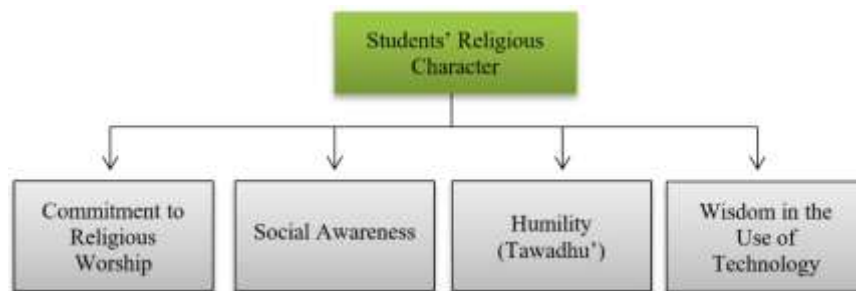 Students’ Religious
Character
Commitment to
Religious
Worship
Social Awareness
Humility
(Tawadhu’)
Wisdom in the
Use of
Technology